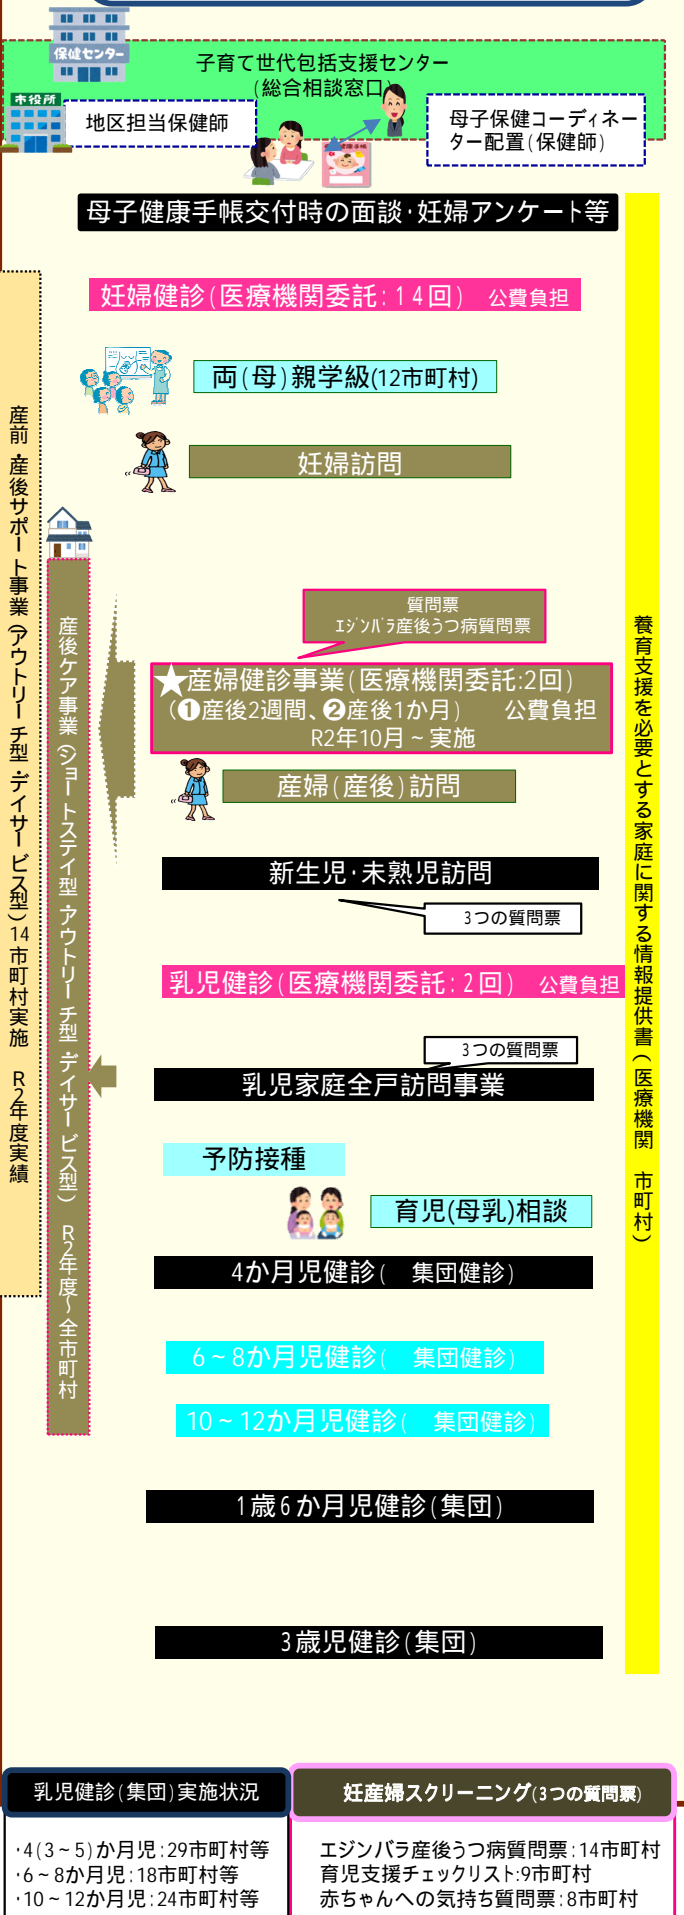 保健センター
子育て世代包括支援センター
(総合相談窓口)
市役所
地区担当保健師
母子保健コーディネー
ター配置(保健師)
健康手帳
母子健康手帳交付時の面談・妊婦アンケート等
妊婦健診(医療機関委託:14回) 公費負担
両(母)親学級(12市町村)
妊婦訪問
質問票
エジンバラ産後うつ病質問票
★産婦健診事業(医療機関委託:2回)
(❶産後2週間、❷産後1か月) 公費負担
R2年10月~実施
産婦(産後)訪問
新生児・未熟児訪問
3つの質問票
乳児健診(医療機関委託:2回) 公費負担
3つの質問票
乳児家庭全戸訪問事業
予防接種
育児(母乳)相談
4か月児健診( 集団健診)
6~8か月児健診( 集団健診)
10~12か月児健診( 集団健診)
1歳6か月児健診(集団)
3歳児健診(集団)
産前・産後サポート事業(アウトリーチ型・デイサービス型)14市町村実施 R2年度実績
産後ケア事業(ショートステイ型・アウトリーチ型・デイサービス型) R2年度~全市町村
養育支援を必要とする家庭に関する情報提供書(医療機関 市町村)
乳児健診(集団)実施状況
・4(3~5)か月児:29市町村等
・6~8か月児:18市町村等
・10~12か月児:24市町村等
妊産婦スクリーニング(3つの質問票)
エジンバラ産後うつ病質問票:14市町村
育児支援チェックリスト:9市町村
赤ちゃんへの気持ち質問票:8市町村